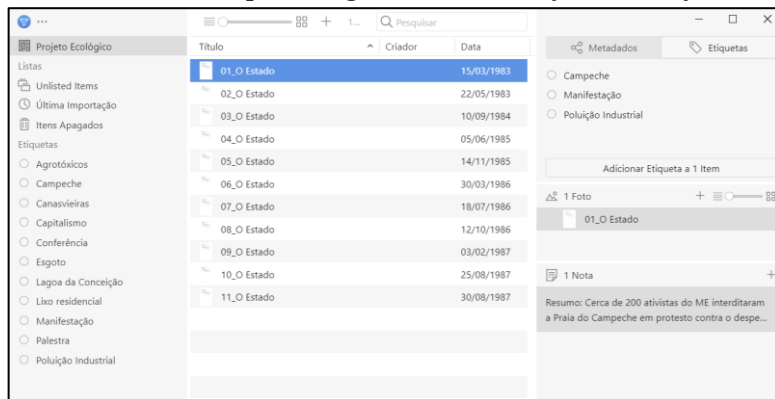 ...
1...
Pesquisar
Projeto Ecológico
Listas
Unlisted Items
Última Importação
Itens Apagados
Etiquetas
Agrotóxicos
Campeche
Canasvieiras
Capitalismo
Conferência
Esgoto
Lagoa da Conceição
Lixo residencial
Manifestação
Palestra
Poluição Industrial
Título Criador Data
01_O Estado 15/03/1983
02_O Estado 22/05/1983
03_O Estado 10/09/1984
04_O Estado 05/06/1985
05_O Estado 14/11/1985
06_O Estado 30/03/1986
07_O Estado 18/07/1986
08_O Estado 12/10/1986
09_O Estado 03/02/1987
10_O Estado 25/08/1987
11_O Estado 30/08/1987
Metadados Etiquetas
Campeche
Manifestação
Poluição Industrial
Adicionar Etiqueta a 1 Item
1 Foto
01_O Estado
1 Nota
Resumo: Cerca de 200 ativistas do ME interditaram
a Praia do Campeche em protesto contra o despe...